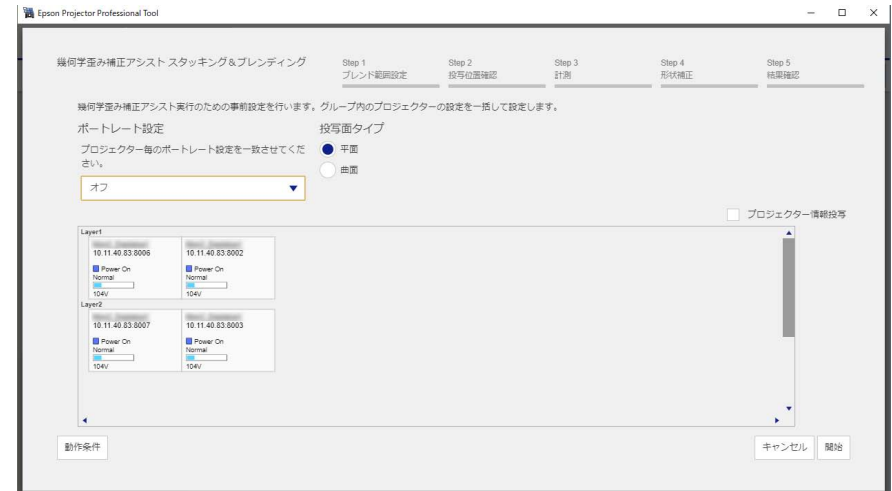 Epson Projector Professional Tool
幾何学歪み補正アシスト スタッキング＆ブレンディング
Step 1
ブレンド範囲設定
Step 2
投写位置確認
Step 3
計測
Step 4
形状補正
Step 5
結果確認
幾何学歪み補正アシスト実行のための事前設定を行います。グループ内のプロジェクターの設定を一括して設定します。
ポートレート設定
プロジェクター毎のポートレート設定を一致させてくだ
さい。
オフ
投写面タイプ
平面
曲面
プロジェクター情報投写
Layer1
10.11.40.83:8006
Power On
Normal
104V
10.11.40.83:8002
Power On
Normal
104V
Layer2
10.11.40.83:8007
Power On
Normal
104V
10.11.40.83:8003
Power On
Normal
104V
動作条件
キャンセル
開始